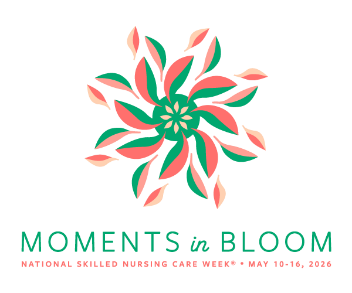 MOMENTS in BLOOM
NATIONAL SKILLED NURSING CARE WEEK® • MAY 10-16, 2026